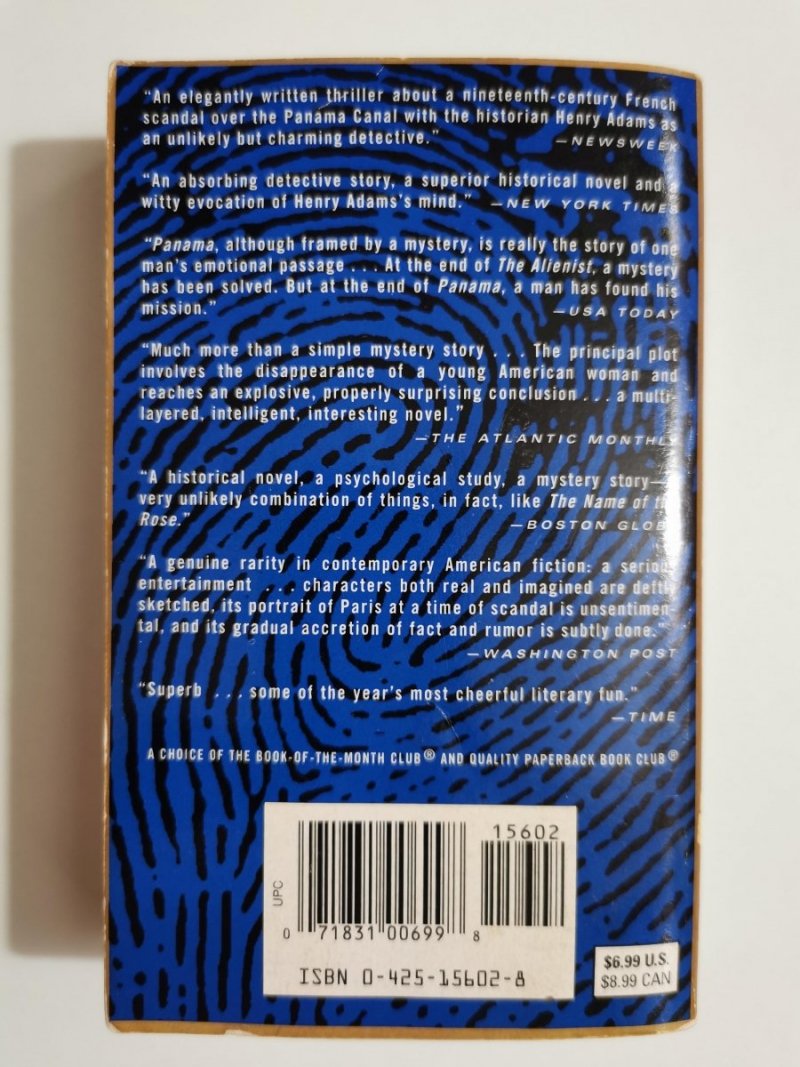 "An elegantly written thriller about a nineteenth-century French
scandal over the Panama Canal with the historian Henry Adams as
an unlikely but charming detective." —NEWSWEEK
"An absorbing detective story, a superior historical novel and a
witty evocation of Henry Adams's mind." —NEW YORK TIMES
"Panama, although framed by a mystery, is really the story of one
man's emotional passage . . . At the end of The Alienist, a mystery
has been solved. But at the end of Panama, a man has found his
mission." —USA TODAY
"Much more than a simple mystery story . . . The principal plot
involves the disappearance of a young American woman and
reaches an explosive, properly surprising conclusion . . . a multi-
layered, intelligent, interesting novel."
—THE ATLANTIC MONTHLY
"A historical novel, a psychological study, a mystery story—
very unlikely combination of things, in fact, like The Name of
Rose." —BOSTON GLOB
"A genuine rarity in contemporary American fiction: a serious
entertainment . . . characters both real and imagined are deftly
sketched, its portrait of Paris at a time of scandal is unsentimen-
tal, and its gradual accretion of fact and rumor is subtly done."
—WASHINGTON POST
"Superb . . . some of the year's most cheerful literary fun."
—TIME
A CHOICE OF THE BOOK-OF-THE-MONTH CLUB® AND QUALITY PAPERBACK BOOK CLUB®
15602
UPC
0 71831 00699 8
ISBN 0-425-15602-8
$6.99 U.S.
$8.99 CAN